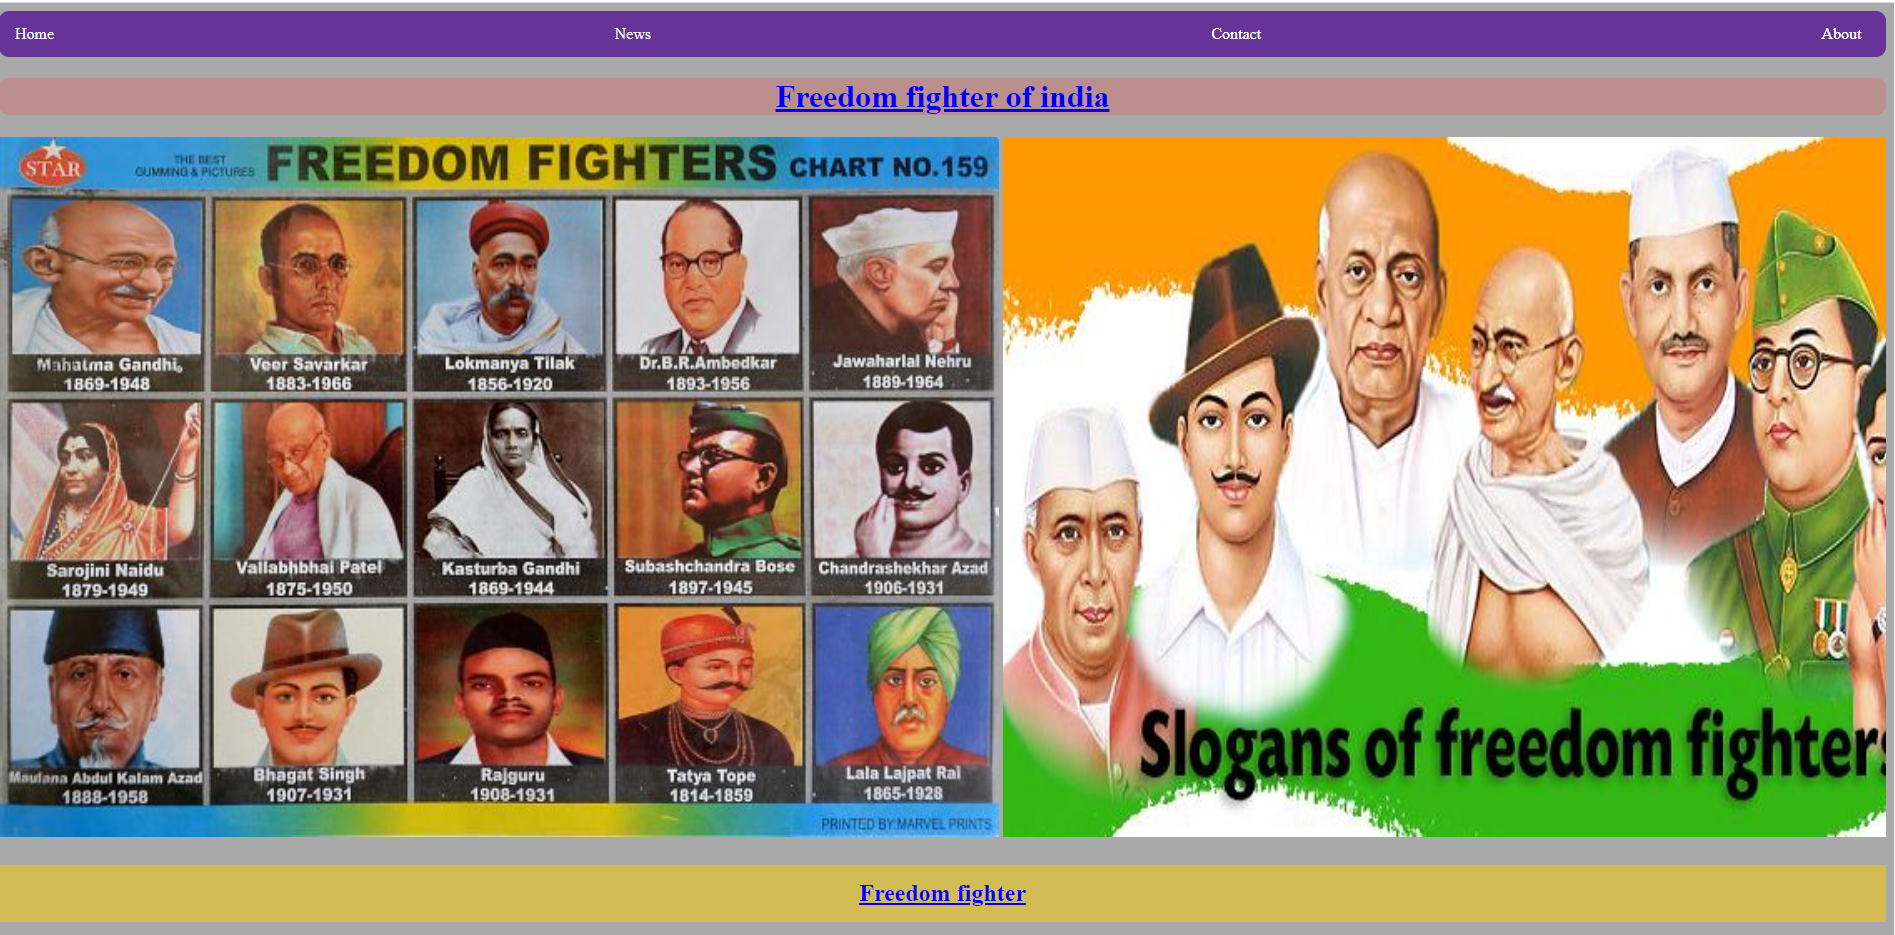 Home News Contact About
Freedom fighter of india
STAR
THE BEST
GUMMING & PICTURES
FREEDOM FIGHTERS CHART NO.159
Mahatma Gandhi
1869-1948
Veer Savarkar
1883-1966
Lokmanya Tilak
1856-1920
Dr.B.R.Ambedkar
1893-1956
Jawaharlal Nehru
1889-1964
Sarojini Naidu
1879-1949
Vallabhbhai Patel
1875-1950
Kasturba Gandhi
1869-1944
Subashchandra Bose
1897-1945
Chandrashekhar Azad
1906-1931
Maulana Abdul Kalam Azad
1888-1958
Bhagat Singh
1907-1931
Rajguru
1908-1931
Tatya Tope
1814-1859
Lala Lajpat Rai
1865-1928
PRINTED BY:MARVEL PRINTS
Slogans of freedom fighters
Freedom fighter